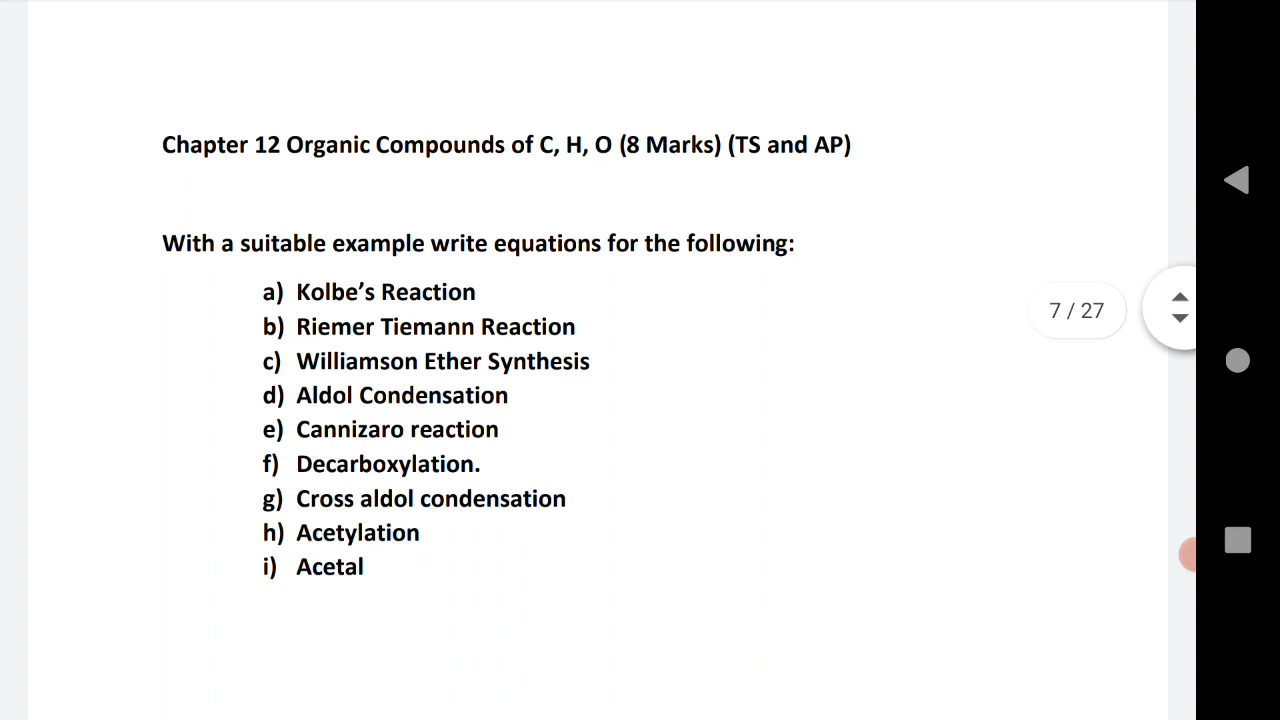 Chapter 12 Organic Compounds of C, H, O (8 Marks) (TS and AP)
With a suitable example write equations for the following:
a) Kolbe’s Reaction
b) Riemer Tiemann Reaction
c) Williamson Ether Synthesis
d) Aldol Condensation
e) Cannizaro reaction
f) Decarboxylation.
g) Cross aldol condensation
h) Acetylation
i) Acetal
7 / 27